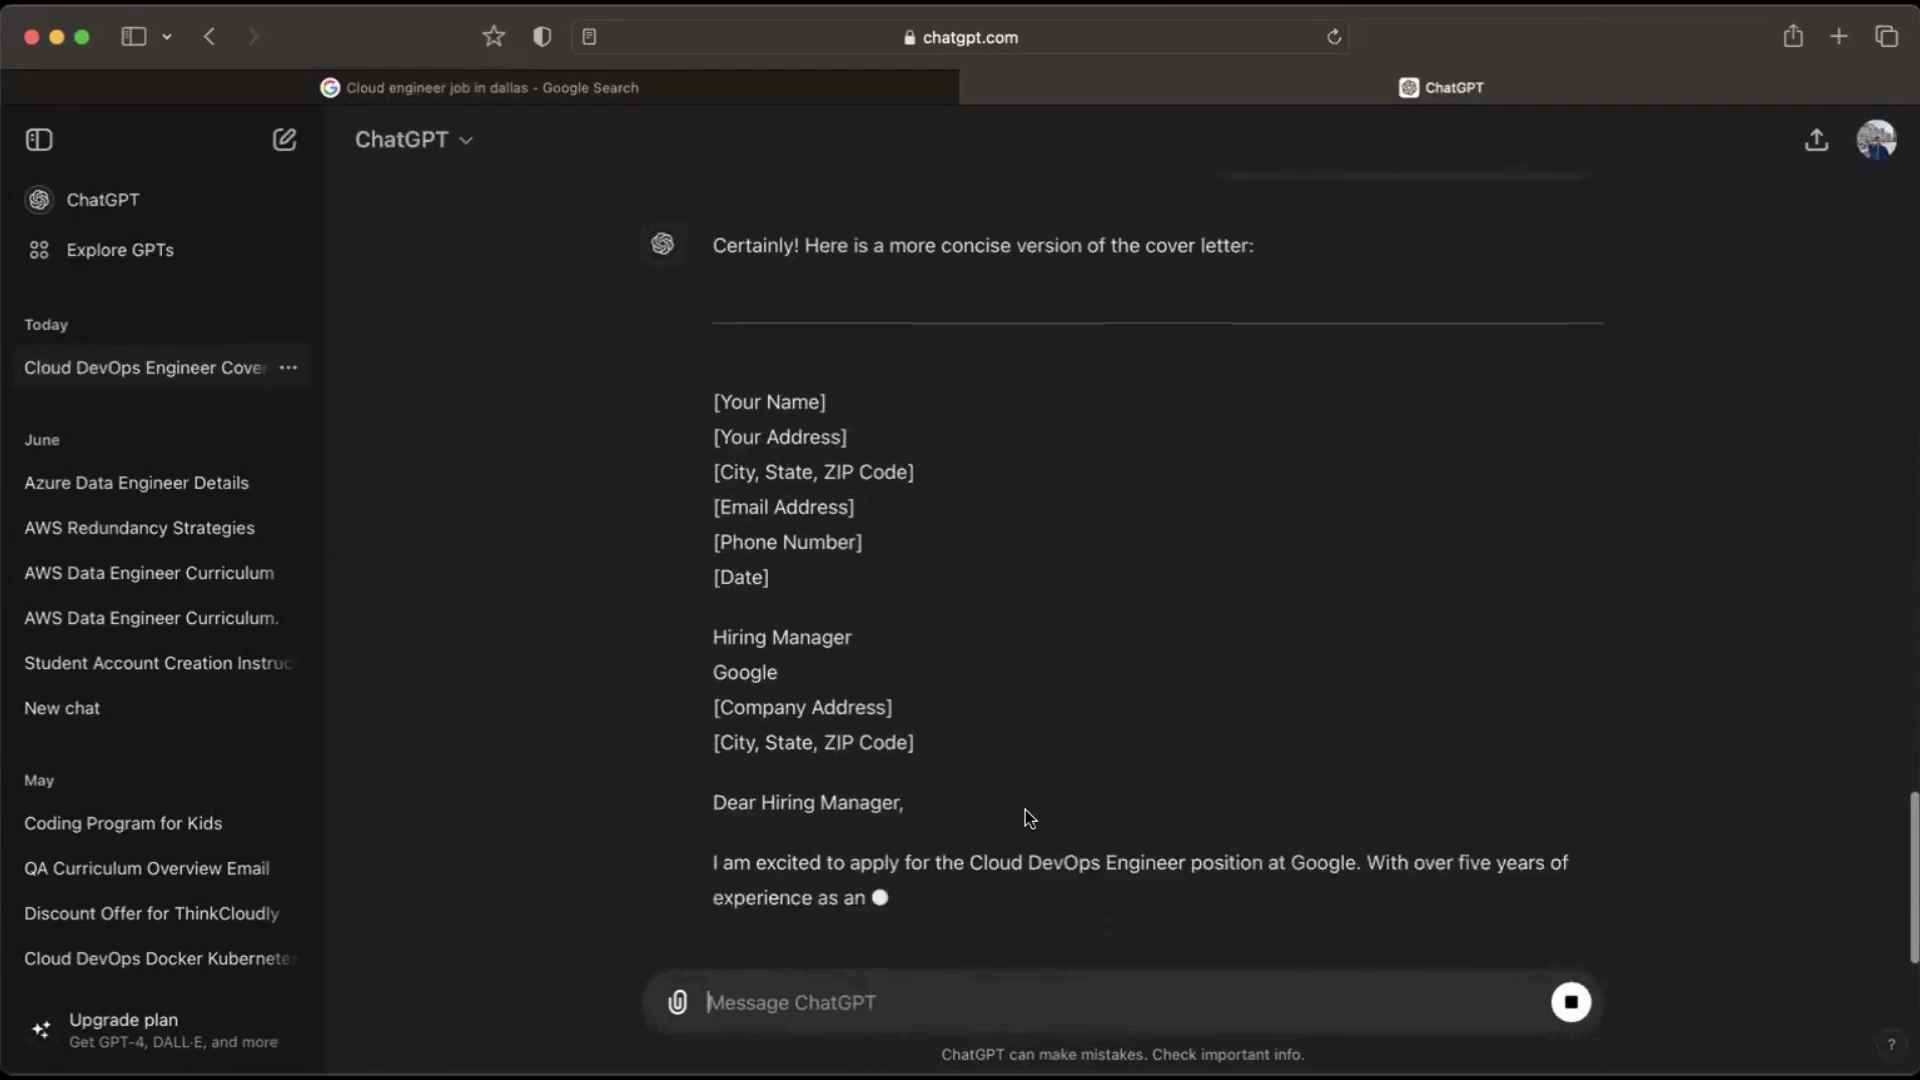 chatgpt.com
Cloud engineer job in dallas - Google Search
ChatGPT
ChatGPT
ChatGPT
Explore GPTs
Today
Cloud DevOps Engineer Cover
June
Azure Data Engineer Details
AWS Redundancy Strategies
AWS Data Engineer Curriculum
AWS Data Engineer Curriculum.
Student Account Creation Instruc
New chat
May
Coding Program for Kids
QA Curriculum Overview Email
Discount Offer for ThinkCloudly
Cloud DevOps Docker Kubernetes
Upgrade plan
Get GPT-4, DALL·E, and more
Certainly! Here is a more concise version of the cover letter:
[Your Name]
[Your Address]
[City, State, ZIP Code]
[Email Address]
[Phone Number]
[Date]
Hiring Manager
Google
[Company Address]
[City, State, ZIP Code]
Dear Hiring Manager,
I am excited to apply for the Cloud DevOps Engineer position at Google. With over five years of
experience as an
Message ChatGPT
ChatGPT can make mistakes. Check important info.
?